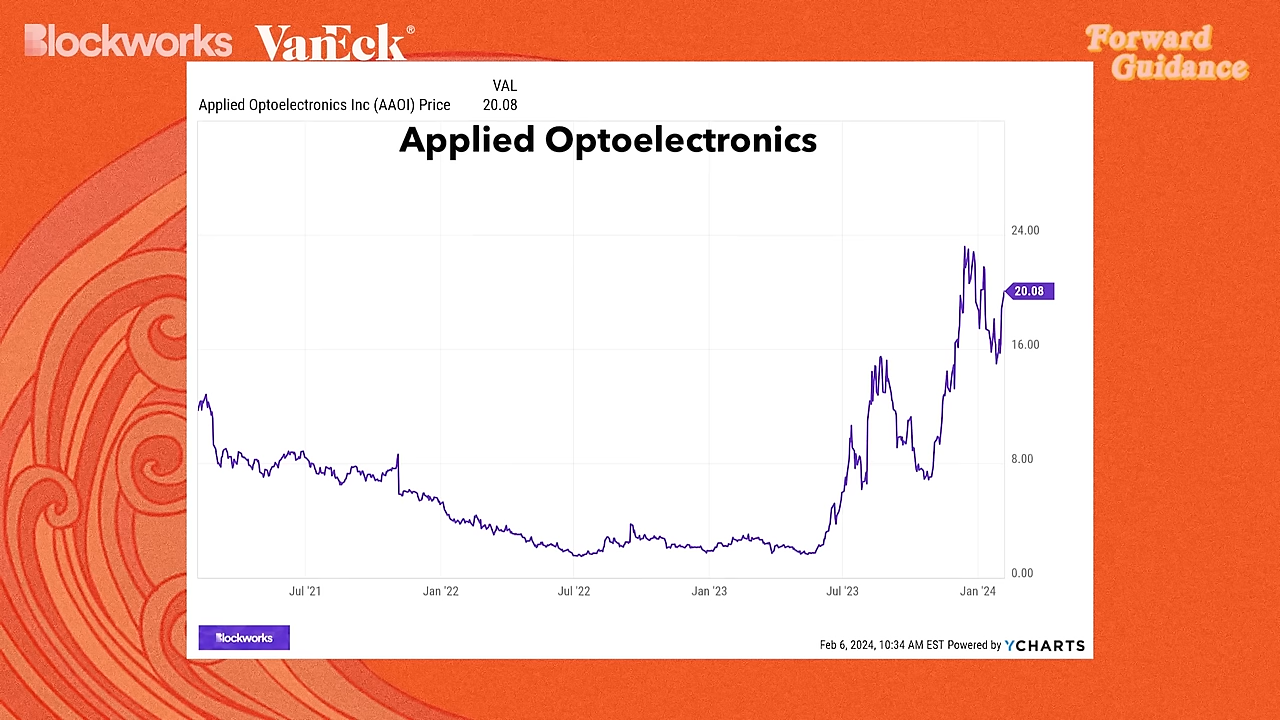 Blockworks VanEck®
Forward
Guidance
VAL
Applied Optoelectronics Inc (AAOI) Price 20.08
Applied Optoelectronics
24.00
20.08
16.00
8.00
0.00
Jul '21 Jan '22 Jul '22 Jan '23 Jul '23 Jan '24
Blockworks
Feb 6, 2024, 10:34 AM EST Powered by YCHARTS